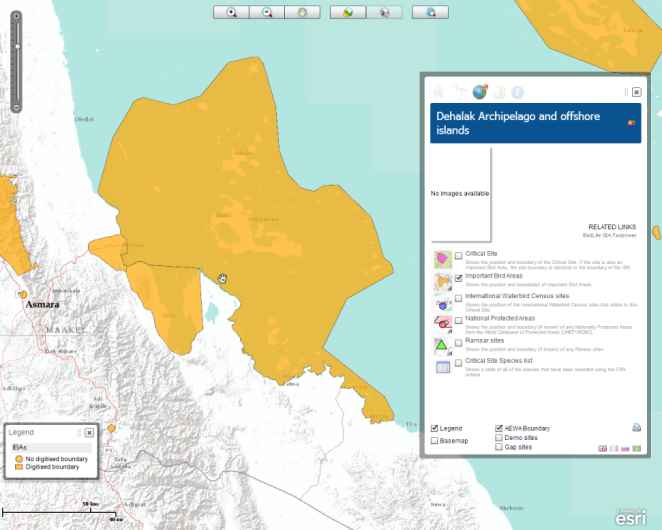 Asmara
MAAKEL
Adi
Kayih
Adigrat
Legend
IBAs
No digitised boundary
Digitised boundary
50 km
40 mi
Dehalak Archipelago and offshore
islands
No images available
RELATED LINKS
BirdLife IBA Factsheet
Critical Site
Shows the position and boundary of the Critical Site. If this site is also an
Important Bird Area, the site boundary is identical to the boundary of the IBA
Important Bird Areas
Shows the position and boundaries of Important Bird Areas
International Waterbird Census sites
Shows the position of the International Waterbird Census sites that relate to this
Critical Site.
National Protected Areas
Shows the position and boundary (if known) of any Nationally Protected Areas
from the World Database of Protected Areas (UNEP-WCMC).
Ramsar sites
Shows the position and boundary (if known) of any Ramsar sites
Critical Site Species list
Shows a table of all of the species that have been recorded using the CSN
criteria
Legend
AEWA Boundary
Basemap
Demo sites
Gap sites
esri